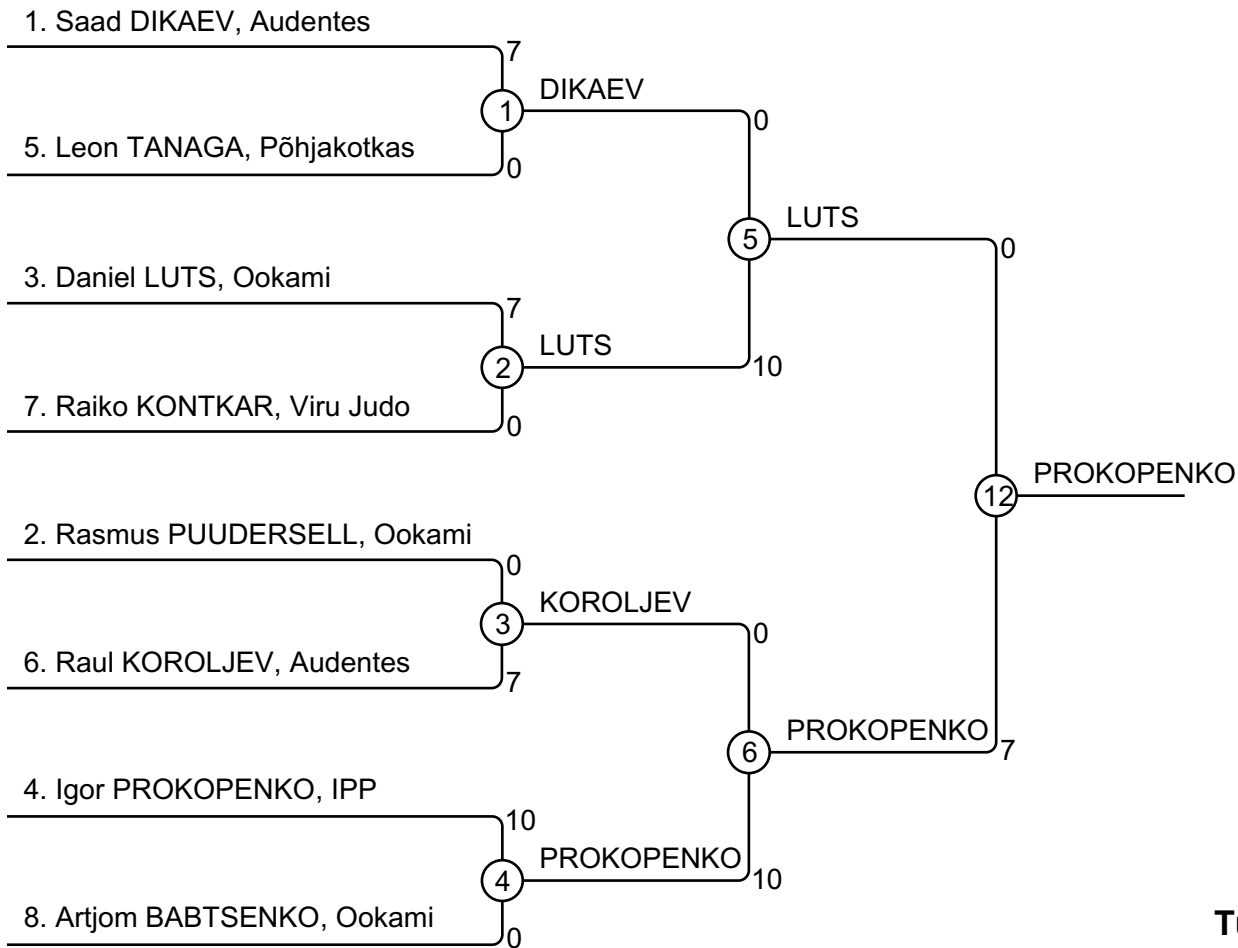 1. Saad DIKAEV, Audentes
7
1
DIKAEV
0
5. Leon TANAGA, Põhjakotkas
0
5
LUTS
0
3. Daniel LUTS, Ookami
7
2
LUTS
10
7. Raiko KONTKAR, Viru Judo
0
12
PROKOPENKO
2. Rasmus PUUDERSELL, Ookami
0
3
KOROLJEV
0
6. Raul KOROLJEV, Audentes
7
6
PROKOPENKO
7
4. Igor PROKOPENKO, IPP
10
4
PROKOPENKO
10
8. Artjom BABTSENKO, Ookami
0